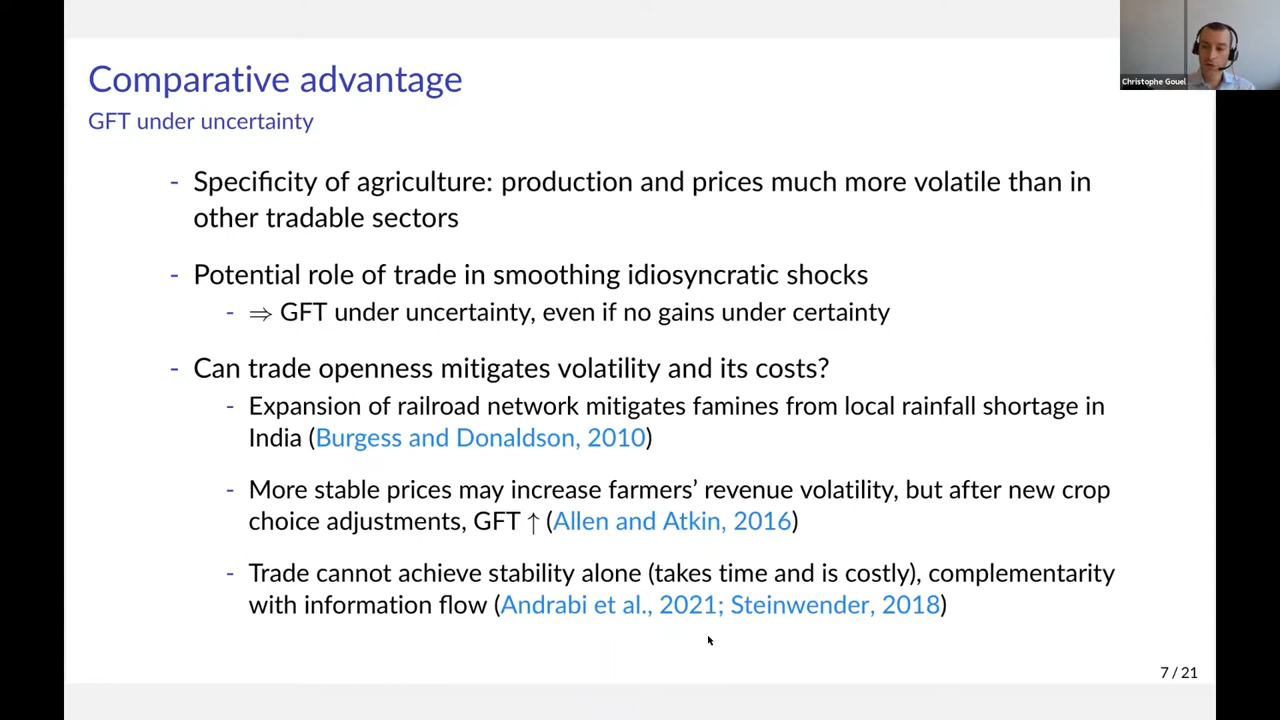 Comparative advantage
GFT under uncertainty
- Specificity of agriculture: production and prices much more volatile than in
other tradable sectors
- Potential role of trade in smoothing idiosyncratic shocks
- ⇒ GFT under uncertainty, even if no gains under certainty
- Can trade openness mitigates volatility and its costs?
- Expansion of railroad network mitigates famines from local rainfall shortage in
India (Burgess and Donaldson, 2010)
- More stable prices may increase farmers’ revenue volatility, but after new crop
choice adjustments, GFT ↑ (Allen and Atkin, 2016)
- Trade cannot achieve stability alone (takes time and is costly), complementarity
with information flow (Andrabi et al., 2021; Steinwender, 2018)
7 / 21
Christophe Gouel